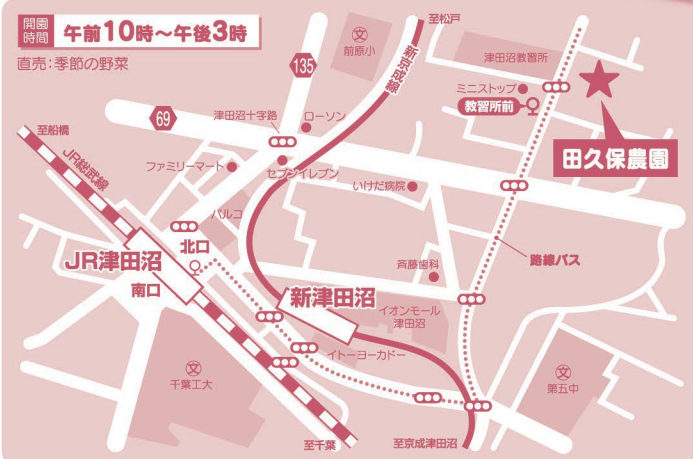 開園時間 午前10時～午後3時
直売:季節の野菜
至松戸
文
前原小
新京成線
津田沼教習所
135
ミニストップ
教習所前
69
津田沼十字路
ローソン
田久保農園
至船橋
JR総武線
ファミリーマート
セブンイレブン
いけだ病院
パルコ
北口
路線バス
JR津田沼
斉藤歯科
南口
新津田沼
イオンモール
津田沼
イトーヨーカドー
文
千葉工大
文
第五中
至千葉
至京成津田沼